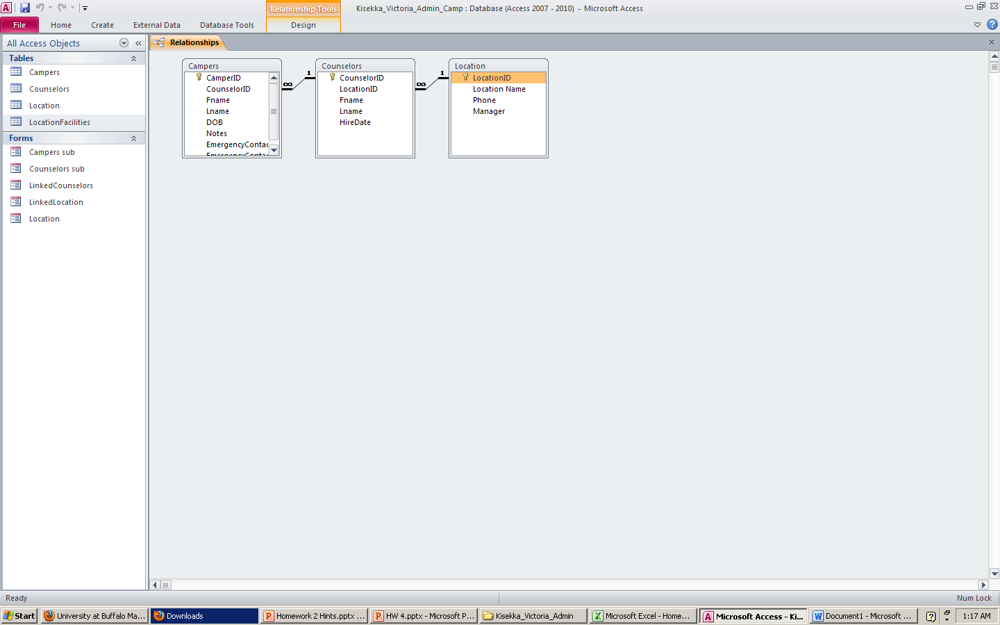 Relationship Tools
Kisekka_Victoria_Admin_Camp : Database (Access 2007 - 2010) - Microsoft Access
File
Home
Create
External Data
Database Tools
Design
All Access Objects
Relationships
Tables
Campers
Counselors
Location
LocationFacilities
Forms
Campers sub
Counselors sub
LinkedCounselors
LinkedLocation
Location
Campers
CamperID
CounselorID
Fname
Lname
DOB
Notes
EmergencyContac
EmergencyContac
∞
1
Counselors
CounselorID
LocationID
Fname
Lname
HireDate
∞
1
Location
LocationID
Location Name
Phone
Manager
Ready
Num Lock
Start
University at Buffalo Ma...
Downloads
Homework 2 Hints.pptx ...
HW 4.pptx - Microsoft P...
Kisekka_Victoria_Admin
Microsoft Excel - Home...
Microsoft Access - Ki...
Document1 - Microsoft ...
1:17 AM